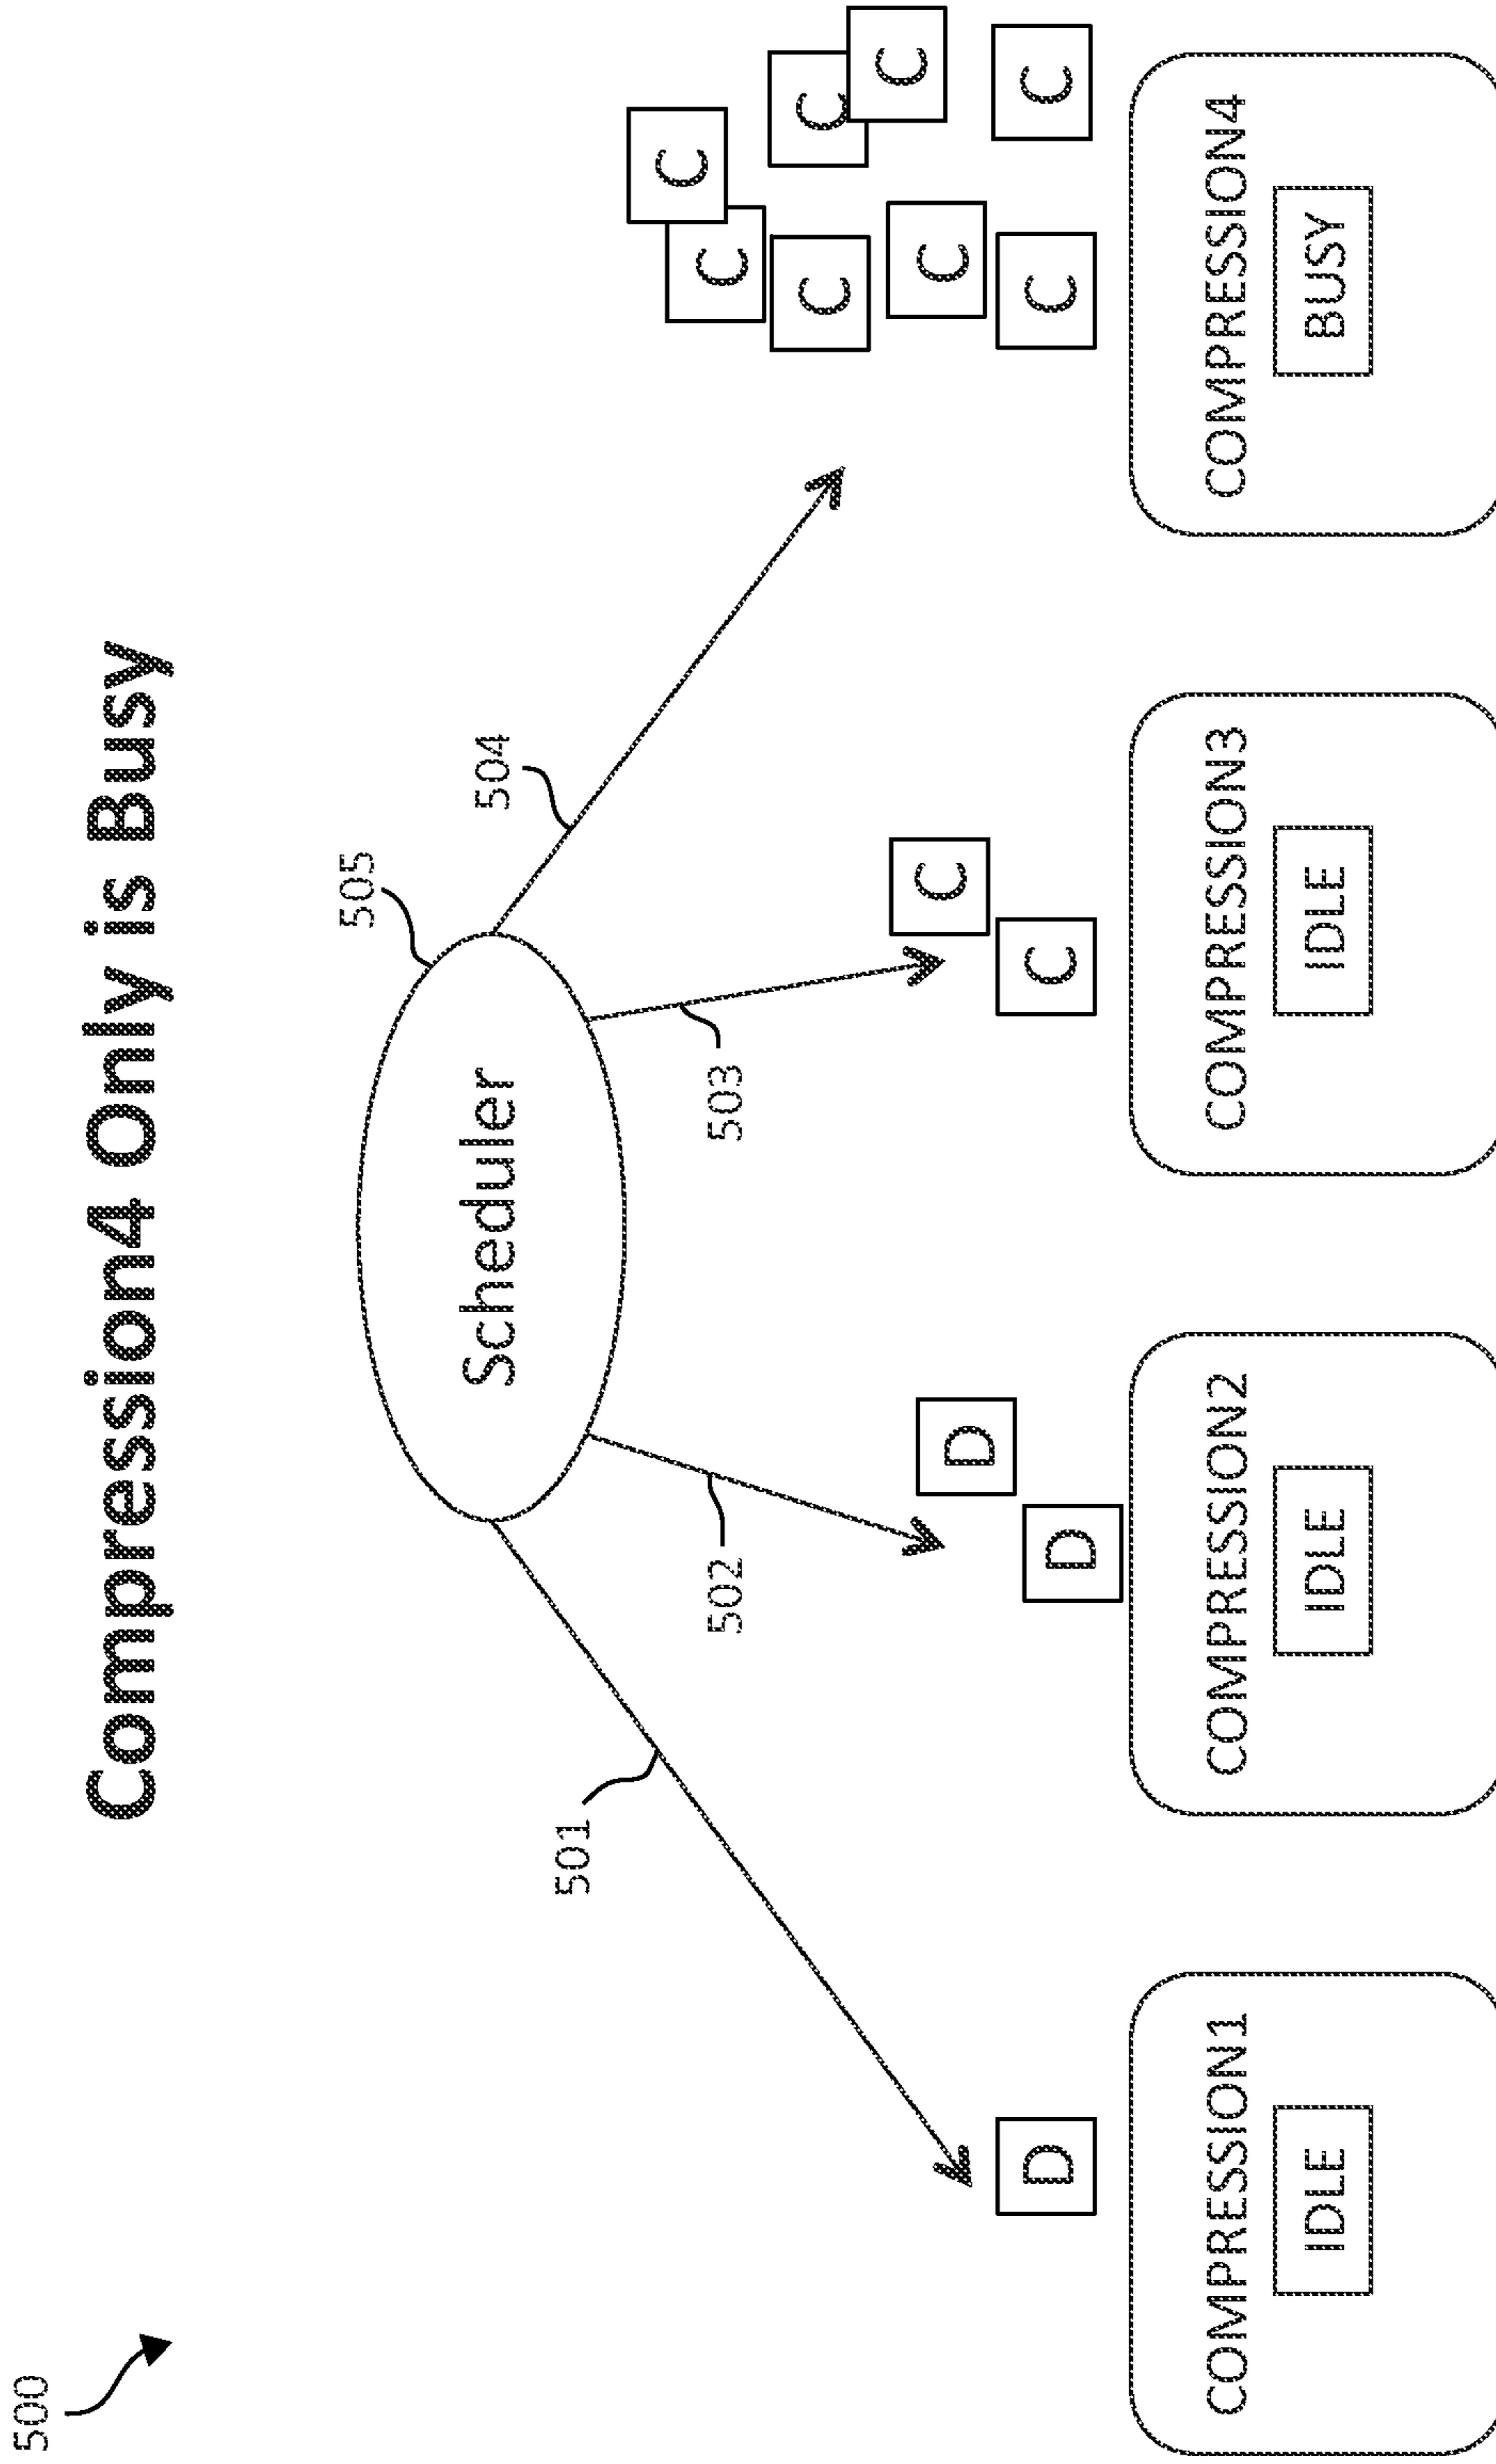 500
Compression4 Only is Busy
505
Scheduler
504
501
502
503
C
C
C
C
C
C
C
C
D
D
D
C
C
COMPRESSION1
IDLE
COMPRESSION2
IDLE
COMPRESSION3
IDLE
COMPRESSION4
BUSY